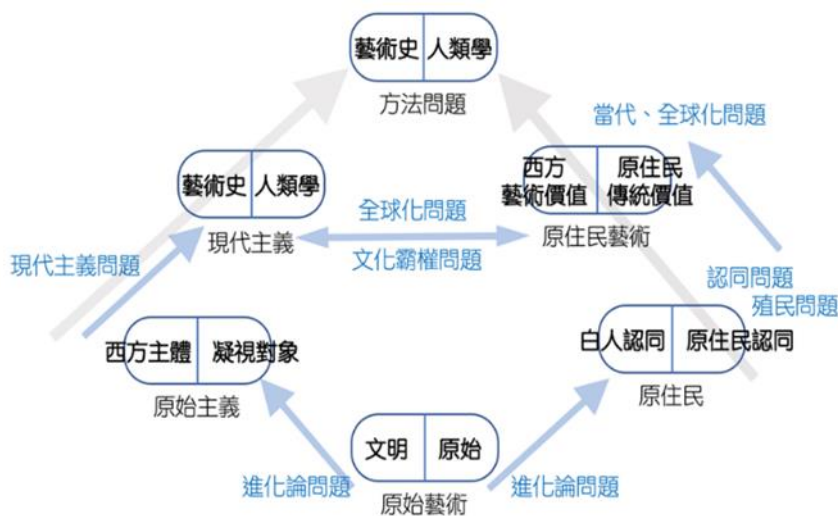 藝術史 人類學
方法問題
當代、全球化問題
藝術史 人類學
現代主義
全球化問題
文化霸權問題
西方
藝術價值
原住民
傳統價值
原住民藝術
現代主義問題
認同問題
殖民問題
西方主體 凝視對象
原始主義
白人認同 原住民認同
原住民
文明 原始
原始藝術
進化論問題
進化論問題